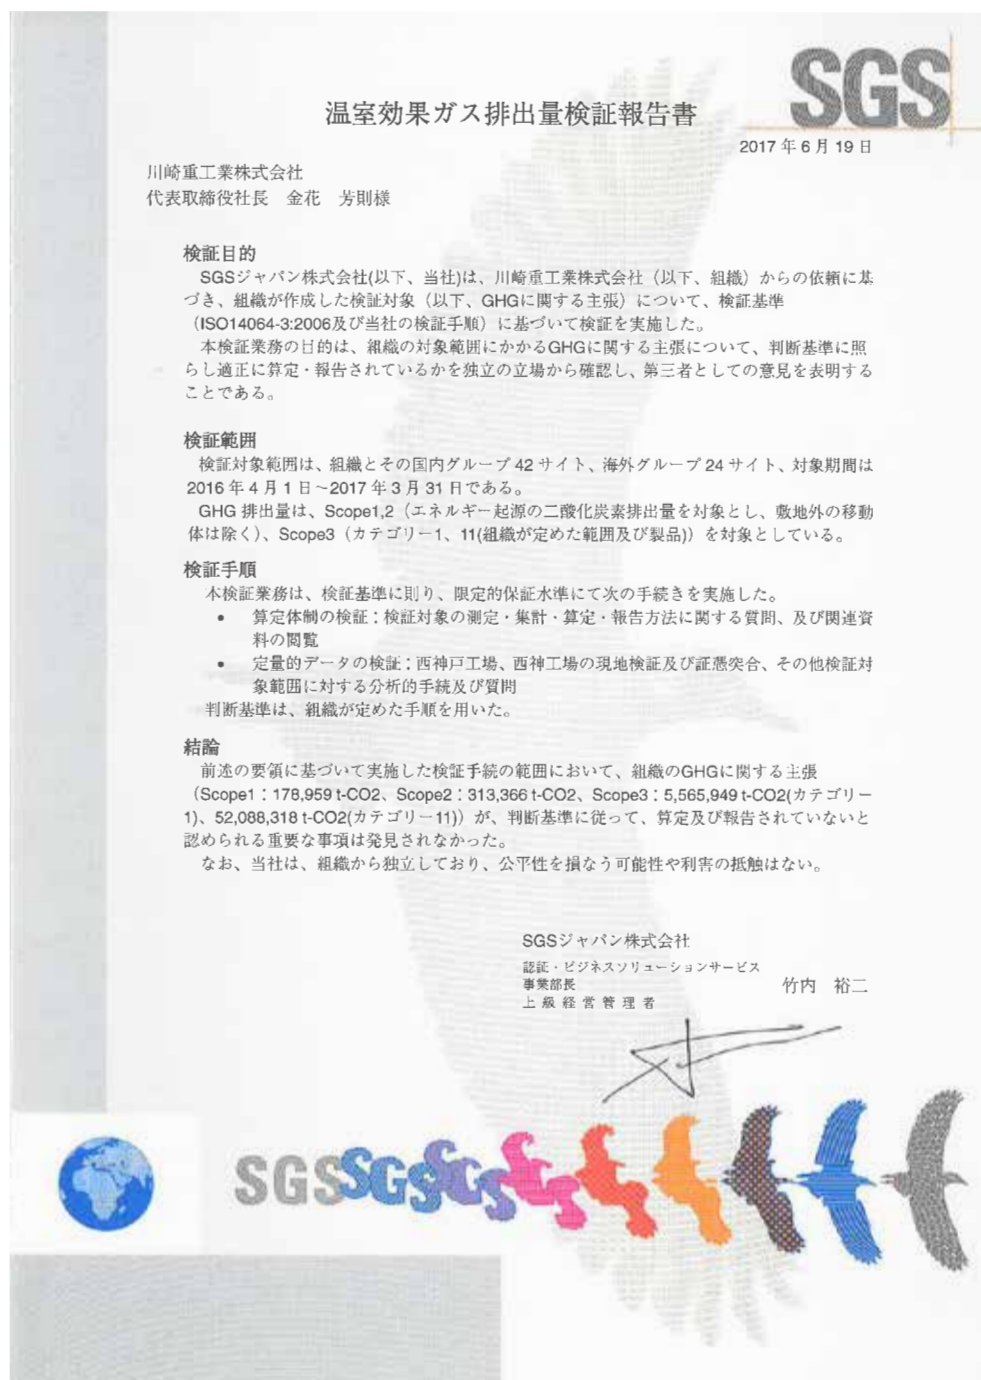 SGS
温室効果ガス排出量検証報告書
2017 年 6 月 19 日
川崎重工業株式会社
代表取締役社長　金花　芳則様
検証目的
SGSジャパン株式会社(以下、当社)は、川崎重工業株式会社（以下、組織）からの依頼に基
づき、組織が作成した検証対象（以下、GHGに関する主張）について、検証基準
（ISO14064-3:2006及び当社の検証手順）に基づいて検証を実施した。
本検証業務の目的は、組織の対象範囲にかかるGHGに関する主張について、判断基準に照
らし適正に算定・報告されているかを独立の立場から確認し、第三者としての意見を表明する
ことである。
検証範囲
検証対象範囲は、組織とその国内グループ 42 サイト、海外グループ 24 サイト、対象期間は
2016 年 4 月 1 日～2017 年 3 月 31 日である。
GHG 排出量は、Scope1,2（エネルギー起源の二酸化炭素排出量を対象とし、敷地外の移動
体は除く）、Scope3（カテゴリー1、11(組織が定めた範囲及び製品)）を対象としている。
検証手順
本検証業務は、検証基準に則り、限定的保証水準にて次の手続きを実施した。
• 算定体制の検証：検証対象の測定・集計・算定・報告方法に関する質問、及び関連資
料の閲覧
• 定量的データの検証：西神戸工場、西神工場の現地検証及び証憑突合、その他検証対
象範囲に対する分析的手続及び質問
判断基準は、組織が定めた手順を用いた。
結論
前述の要領に基づいて実施した検証手続の範囲において、組織のGHGに関する主張
（Scope1：178,959 t-CO2、Scope2：313,366 t-CO2、Scope3：5,565,949 t-CO2(カテゴリー
1)、52,088,318 t-CO2(カテゴリー11)）が、判断基準に従って、算定及び報告されていないと
認められる重要な事項は発見されなかった。
なお、当社は、組織から独立しており、公平性を損なう可能性や利害の抵触はない。
SGSジャパン株式会社
認証・ビジネスソリューションサービス
事業部長
上級経営管理者
竹内　裕二
SGS SGS SGS